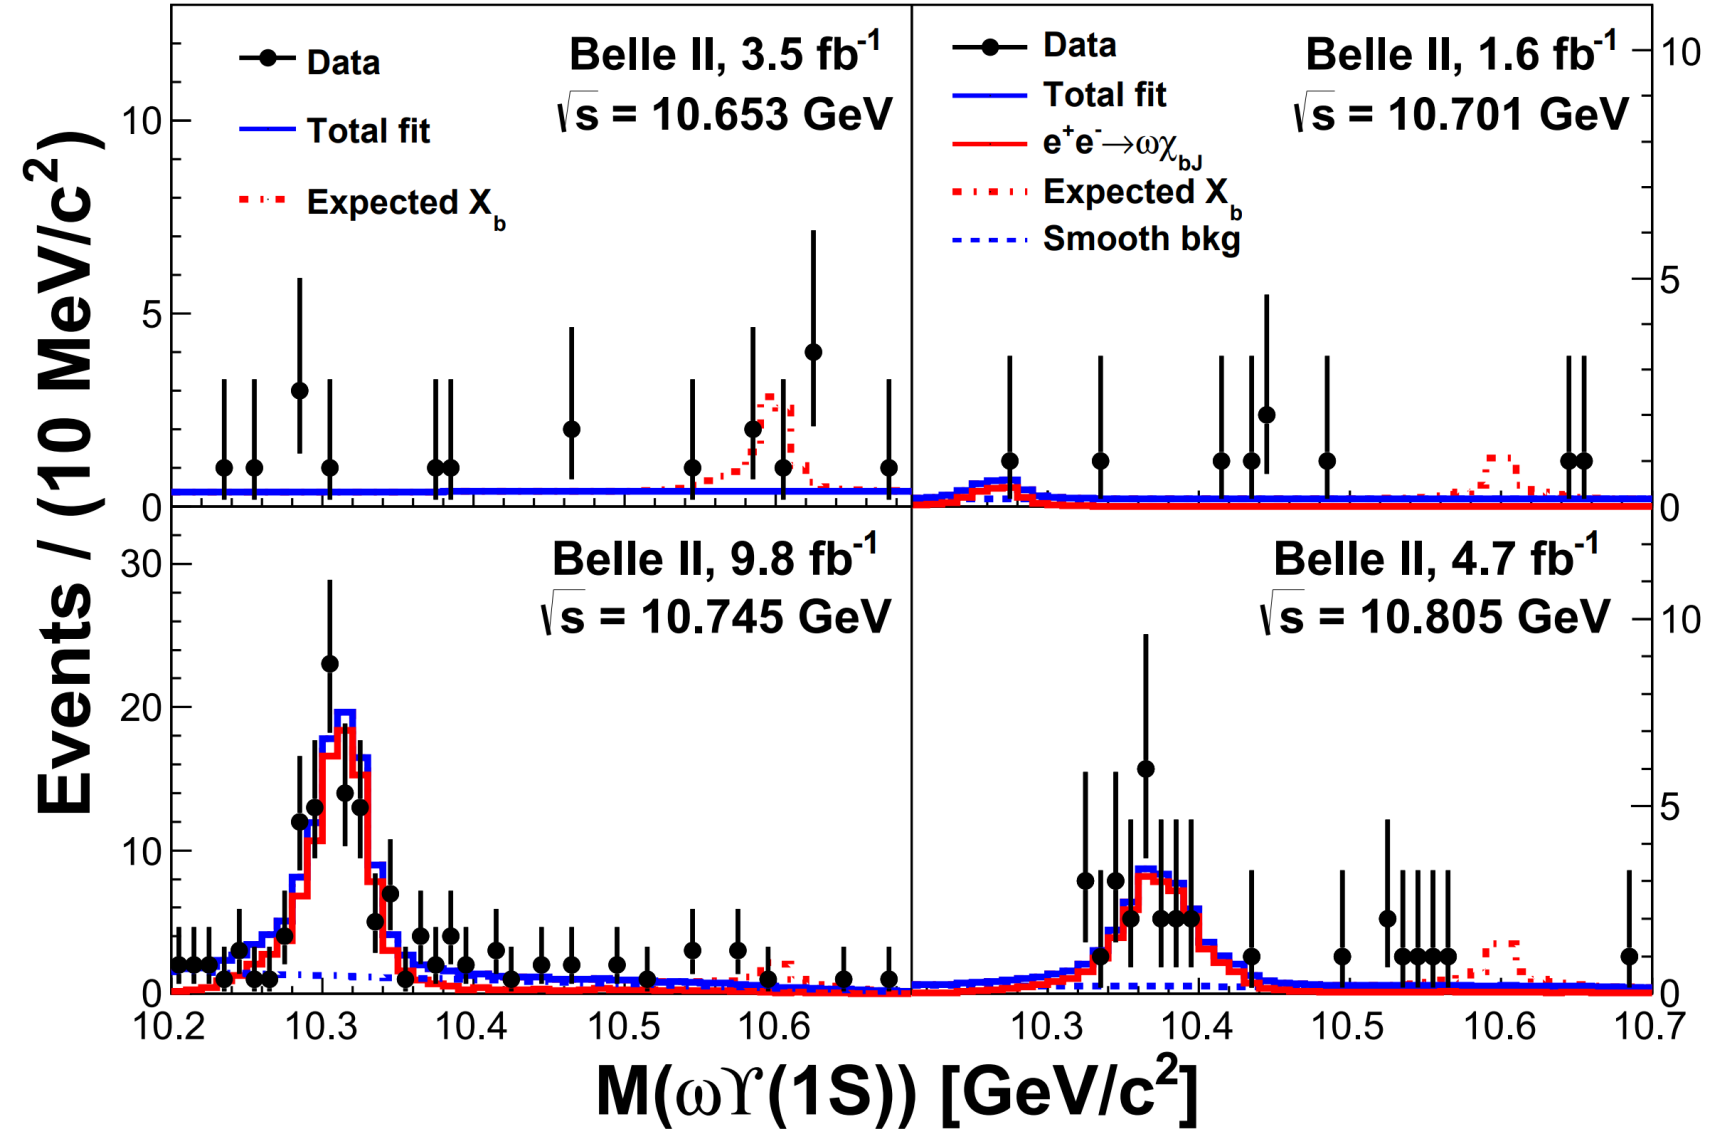 Events / (10 MeV/c²)
Data
Total fit
Expected X_b
Belle II, 3.5 fb⁻¹
√s = 10.653 GeV
10
5
0
Data
Total fit
e⁺e⁻→ωχ_bJ
Expected X_b
Smooth bkg
Belle II, 1.6 fb⁻¹
√s = 10.701 GeV
10
5
0
Belle II, 9.8 fb⁻¹
√s = 10.745 GeV
30
20
10
0
Belle II, 4.7 fb⁻¹
√s = 10.805 GeV
10
5
0
10.2 10.3 10.4 10.5 10.6 10.3 10.4 10.5 10.6 10.7
M(ωϒ(1S)) [GeV/c²]